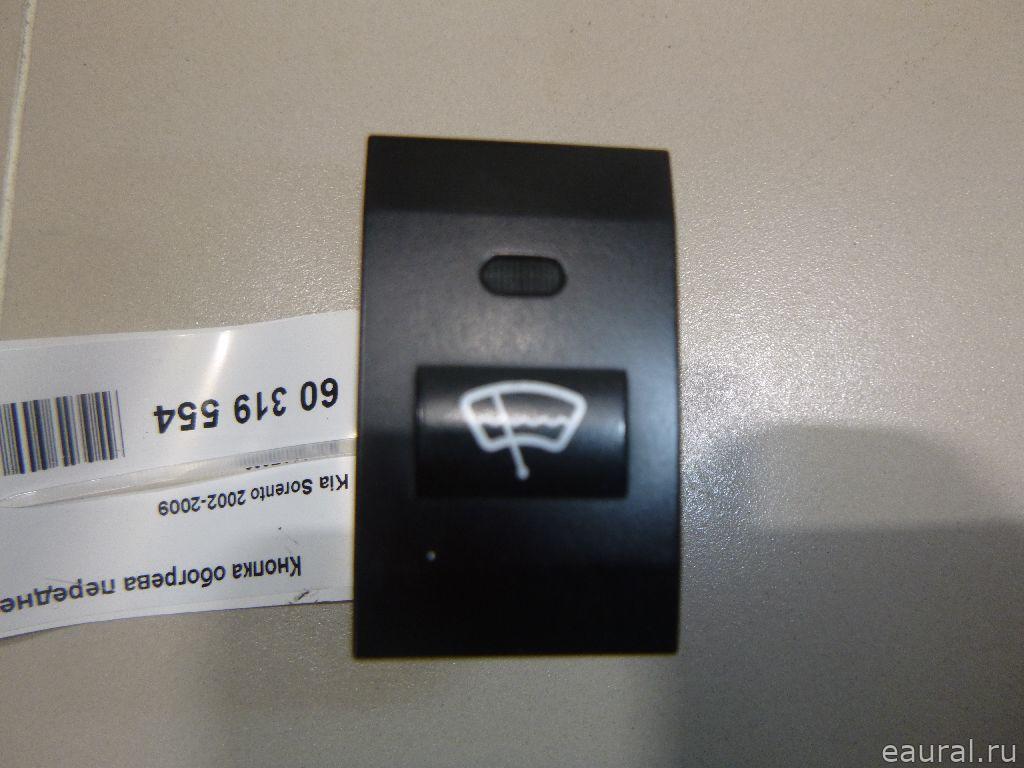 60 319 554
Kia Sorento 2002-2009
Кнопка обогрева передне
eaural.ru